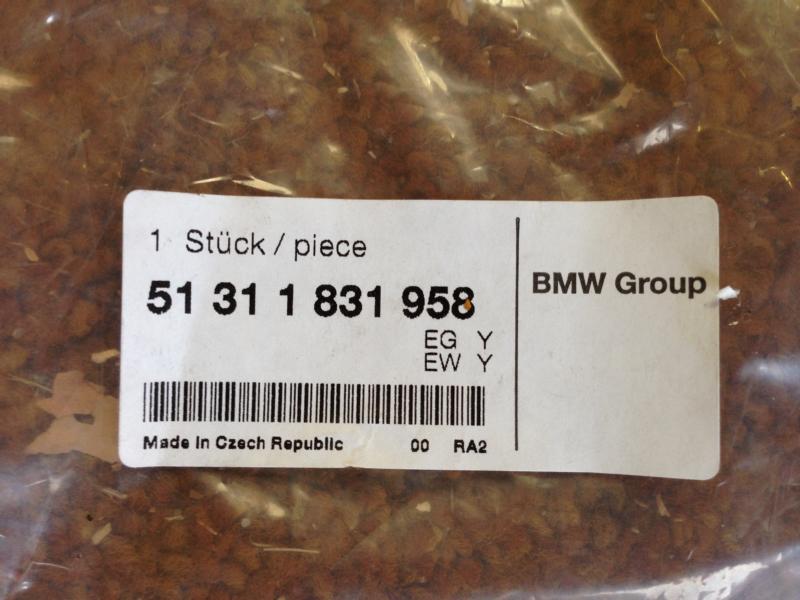 1 Stück / piece
51 31 1 831 958
EG Y
EW Y
Made in Czech Republic 00 RA2
BMW Group